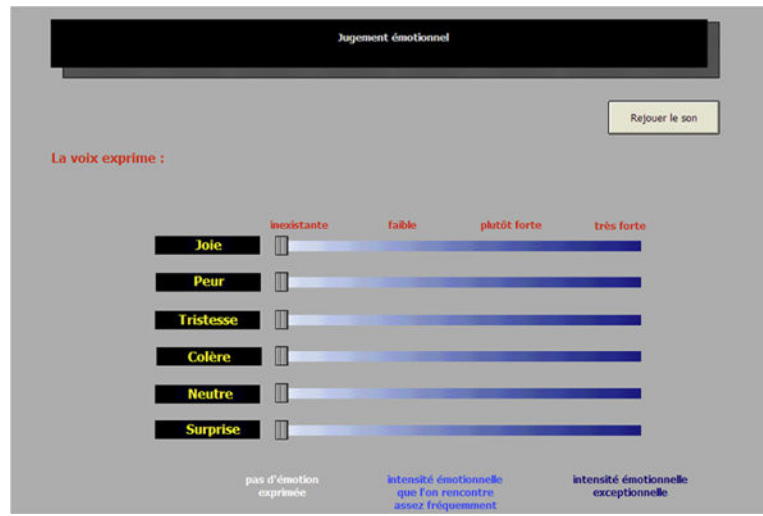 Jugement émotionnel
Rejouer le son
La voix exprime :
inexistante faible plutôt forte très forte
Joie
Peur
Tristesse
Colère
Neutre
Surprise
pas d'émotion exprimée
intensité émotionnelle que l'on rencontre assez fréquemment
intensité émotionnelle exceptionnelle